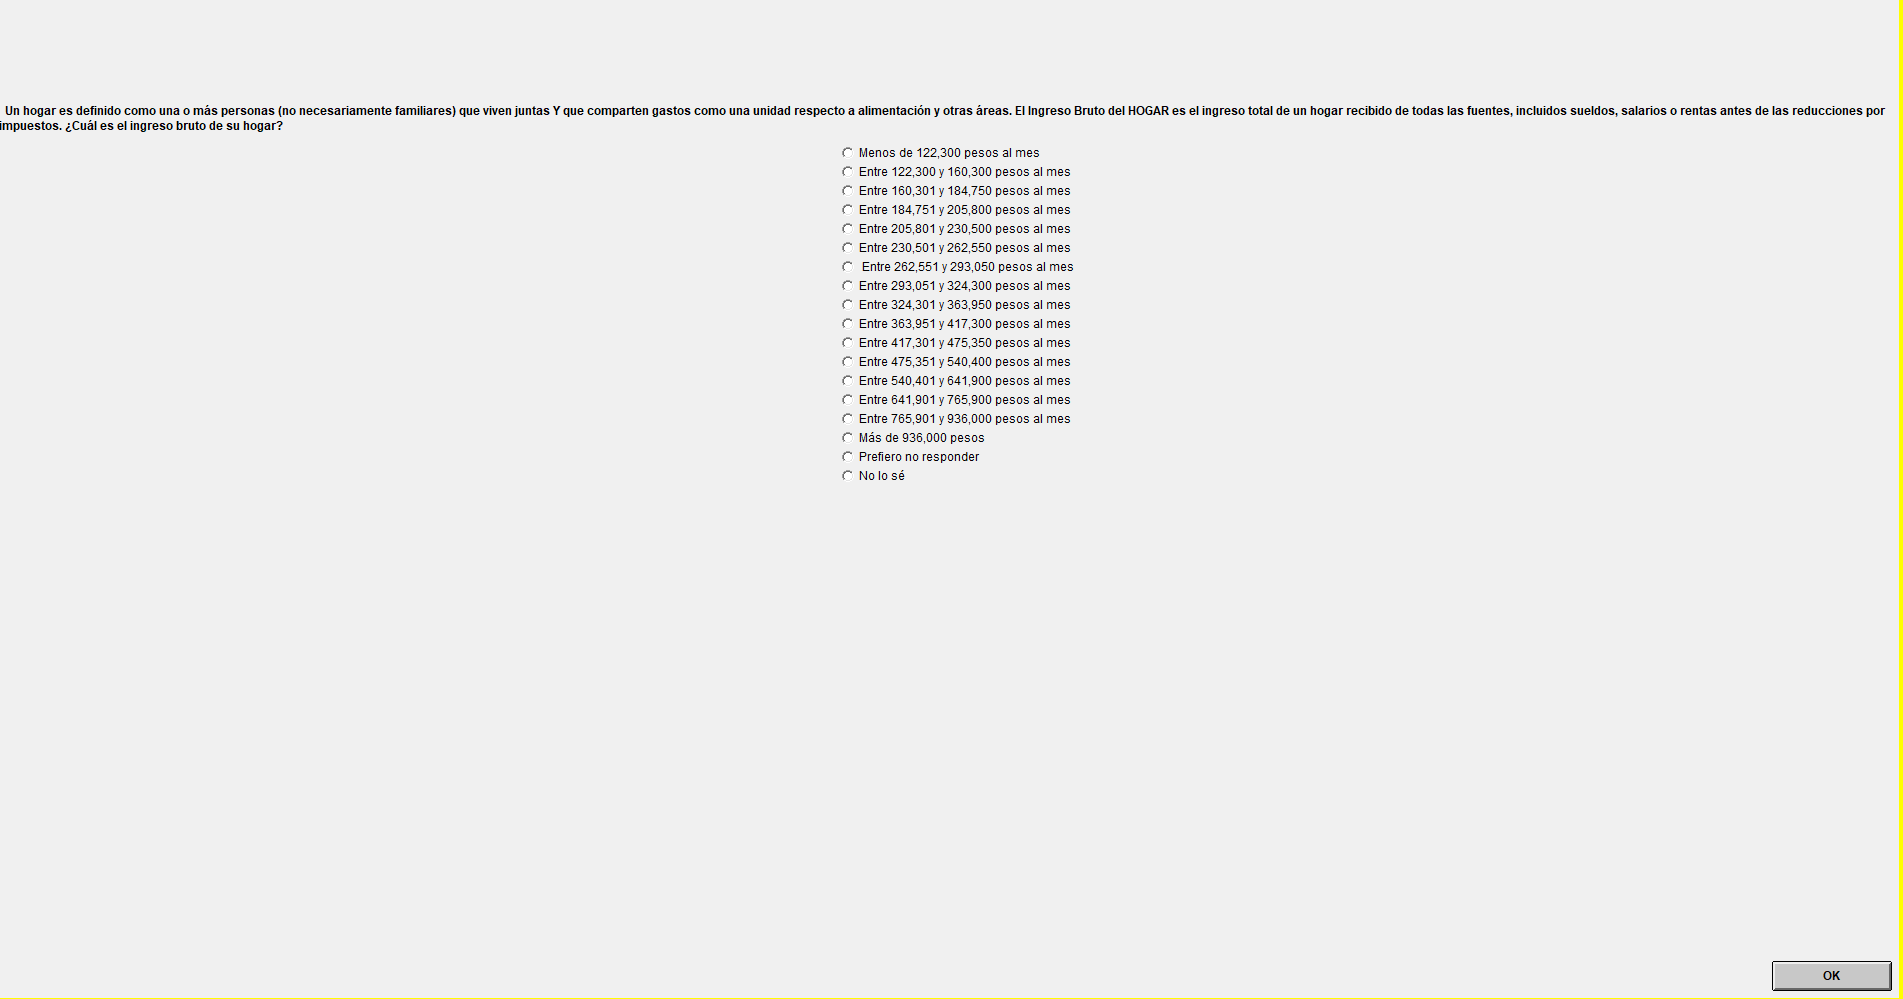 Un hogar es definido como una o más personas (no necesariamente familiares) que viven juntas Y que comparten gastos como una unidad respecto a alimentación y otras áreas. El Ingreso Bruto del HOGAR es el ingreso total de un hogar recibido de todas las fuentes, incluidos sueldos, salarios o rentas antes de las reducciones por
impuestos. ¿Cuál es el ingreso bruto de su hogar?
Menos de 122,300 pesos al mes
Entre 122,300 y 160,300 pesos al mes
Entre 160,301 y 184,750 pesos al mes
Entre 184,751 y 205,800 pesos al mes
Entre 205,801 y 230,500 pesos al mes
Entre 230,501 y 262,550 pesos al mes
Entre 262,551 y 293,050 pesos al mes
Entre 293,051 y 324,300 pesos al mes
Entre 324,301 y 363,950 pesos al mes
Entre 363,951 y 417,300 pesos al mes
Entre 417,301 y 475,350 pesos al mes
Entre 475,351 y 540,400 pesos al mes
Entre 540,401 y 641,900 pesos al mes
Entre 641,901 y 765,900 pesos al mes
Entre 765,901 y 936,000 pesos al mes
Más de 936,000 pesos
Prefiero no responder
No lo sé
OK